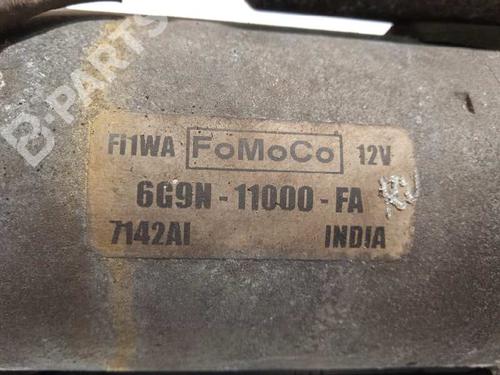 B-PARTS
FI1WA FoMoCo 12V
6G9N - 11000 - FA
7142AI INDIA